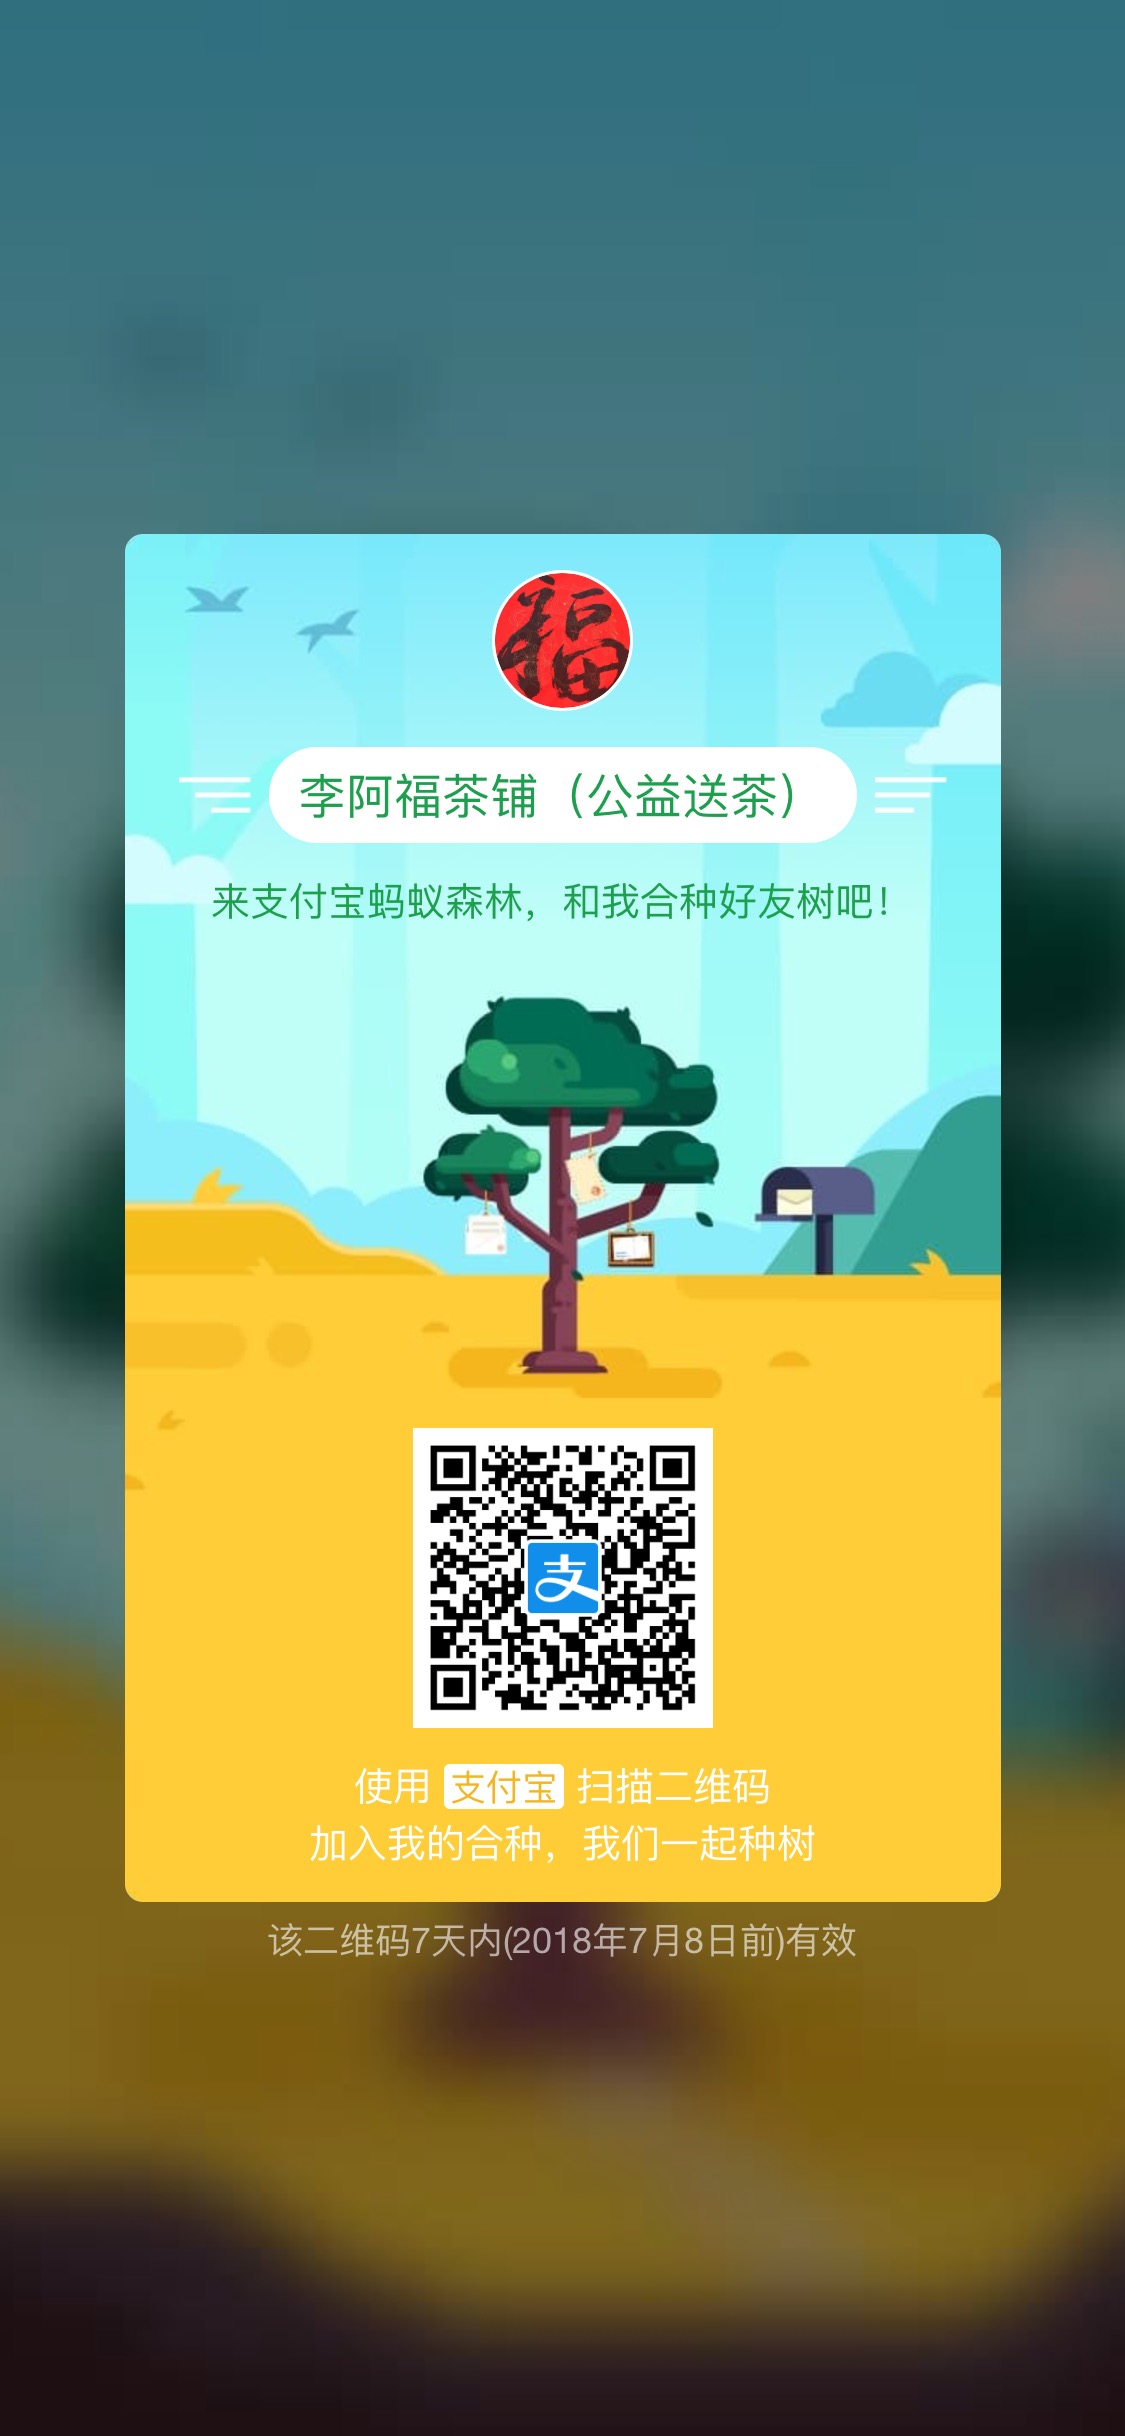 福
李阿福茶铺（公益送茶）
来支付宝蚂蚁森林，和我合种好友树吧！
支
使用 支付宝 扫描二维码
加入我的合种，我们一起种树
该二维码7天内(2018年7月8日前)有效